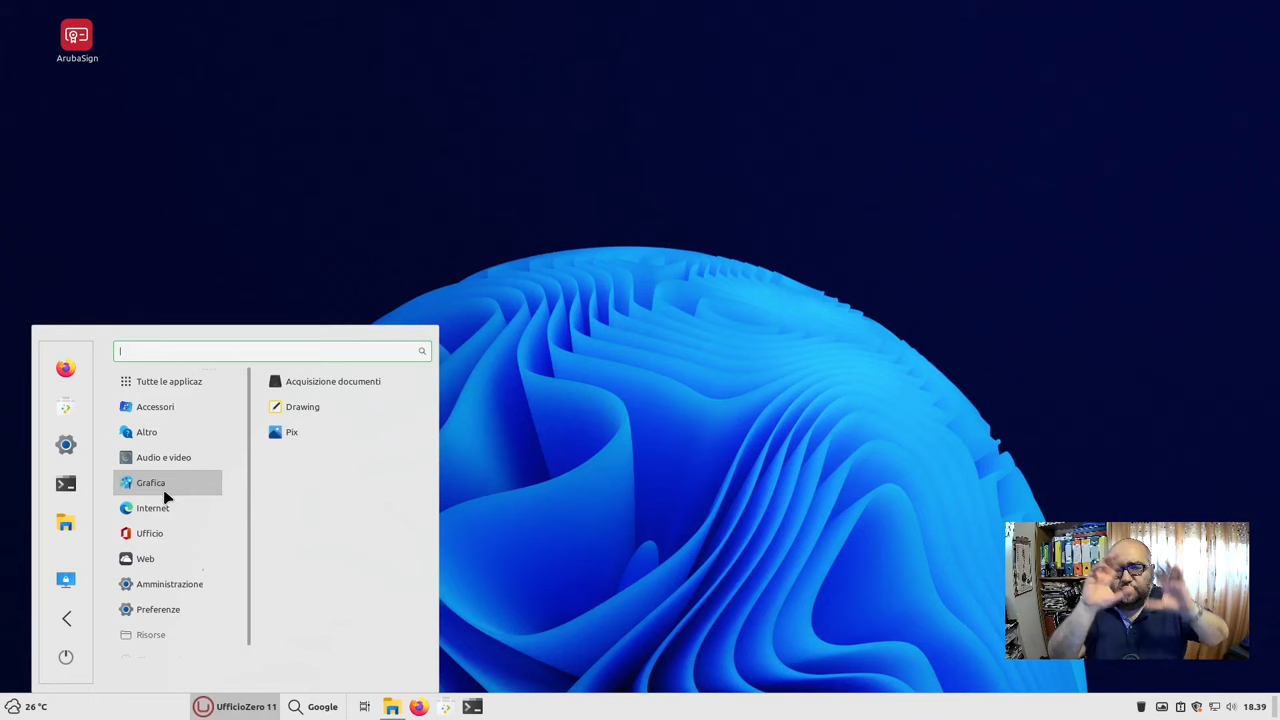 ArubaSign
Tutte le applicaz
Accessori
Altro
Audio e video
Grafica
Internet
Ufficio
Web
Amministrazione
Preferenze
Risorse
Acquisizione documenti
Drawing
Pix
26 °C
UfficioZero 11
Google
18.39